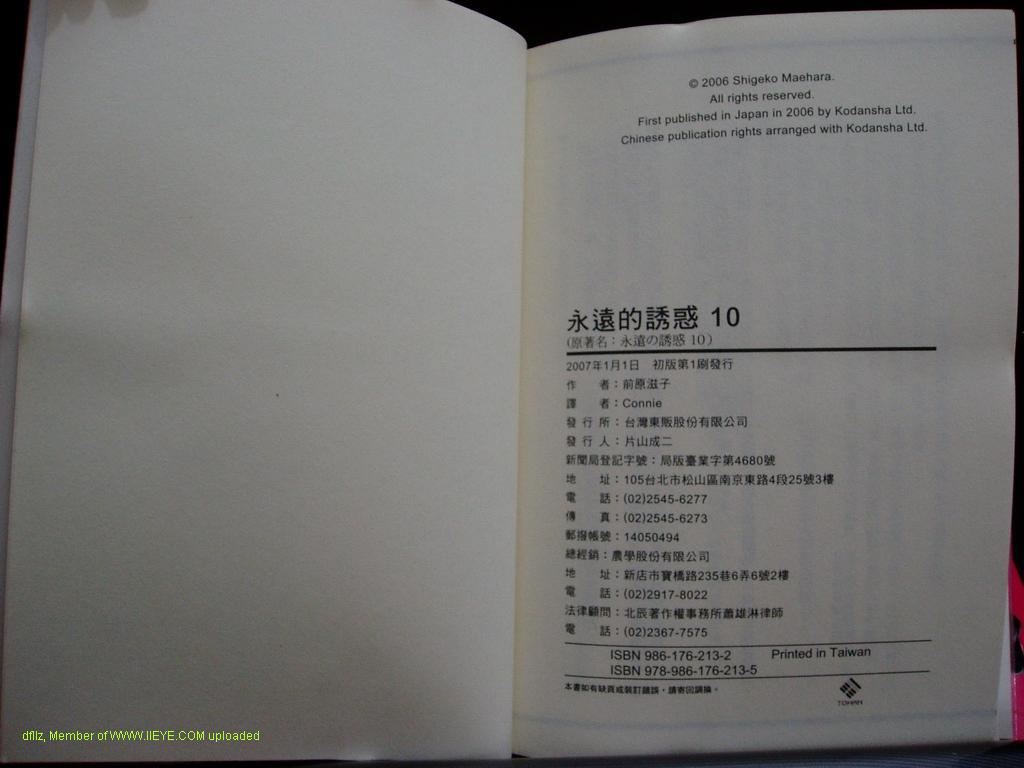 © 2006 Shigeko Maehara.
All rights reserved.
First published in Japan in 2006 by Kodansha Ltd.
Chinese publication rights arranged with Kodansha Ltd.
永遠的誘惑 10
(原著名：永遠の誘惑 10)
2007年1月1日 初版第1刷發行
作 者：前原滋子
譯 者：Connie
發 行 所：台灣東販股份有限公司
發 行 人：片山成二
新聞局登記字號：局版臺業字第4680號
地 址：105台北市松山區南京東路4段25號3樓
電 話：(02)2545-6277
傳 真：(02)2545-6273
郵撥帳號：14050494
總經銷：農學股份有限公司
地 址：新店市寶橋路235巷6弄6號2樓
電 話：(02)2917-8022
法律顧問：北辰著作權事務所蕭雄淋律師
電 話：(02)2367-7575
ISBN 986-176-213-2 Printed in Taiwan
ISBN 978-986-176-213-5
本書如有缺頁或裝訂錯誤，請寄回調換。
TOHAN
dfllz, Member of WWW.IIEYE.COM uploaded